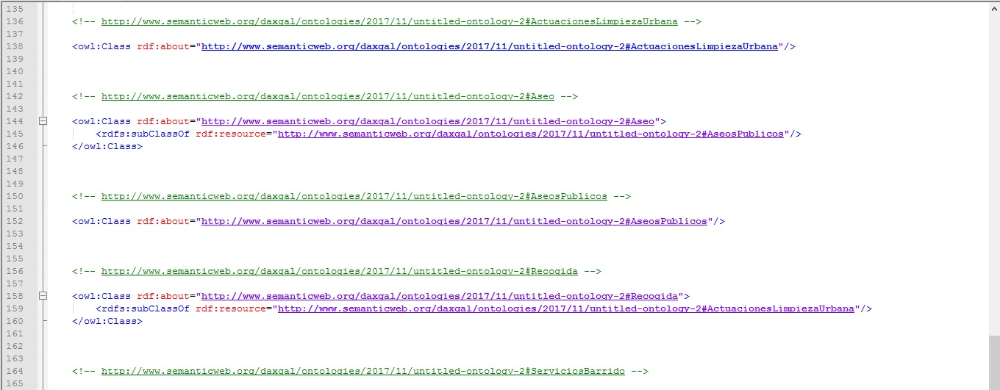 135
136 <!-- http://www.semanticweb.org/daxgal/ontologies/2017/11/untitled-ontology-2#ActuacionesLimpiezaUrbana -->
137
138 <owl:Class rdf:about="http://www.semanticweb.org/daxgal/ontologies/2017/11/untitled-ontology-2#ActuacionesLimpiezaUrbana"/>
139
140
141
142 <!-- http://www.semanticweb.org/daxgal/ontologies/2017/11/untitled-ontology-2#Aseo -->
143
144 <owl:Class rdf:about="http://www.semanticweb.org/daxgal/ontologies/2017/11/untitled-ontology-2#Aseo">
145 <rdfs:subClassOf rdf:resource="http://www.semanticweb.org/daxgal/ontologies/2017/11/untitled-ontology-2#AseosPublicos"/>
146 </owl:Class>
147
148
149
150 <!-- http://www.semanticweb.org/daxgal/ontologies/2017/11/untitled-ontology-2#AseosPublicos -->
151
152 <owl:Class rdf:about="http://www.semanticweb.org/daxgal/ontologies/2017/11/untitled-ontology-2#AseosPublicos"/>
153
154
155
156 <!-- http://www.semanticweb.org/daxgal/ontologies/2017/11/untitled-ontology-2#Recogida -->
157
158 <owl:Class rdf:about="http://www.semanticweb.org/daxgal/ontologies/2017/11/untitled-ontology-2#Recogida">
159 <rdfs:subClassOf rdf:resource="http://www.semanticweb.org/daxgal/ontologies/2017/11/untitled-ontology-2#ActuacionesLimpiezaUrbana"/>
160 </owl:Class>
161
162
163
164 <!-- http://www.semanticweb.org/daxgal/ontologies/2017/11/untitled-ontology-2#ServiciosBarrido -->
165